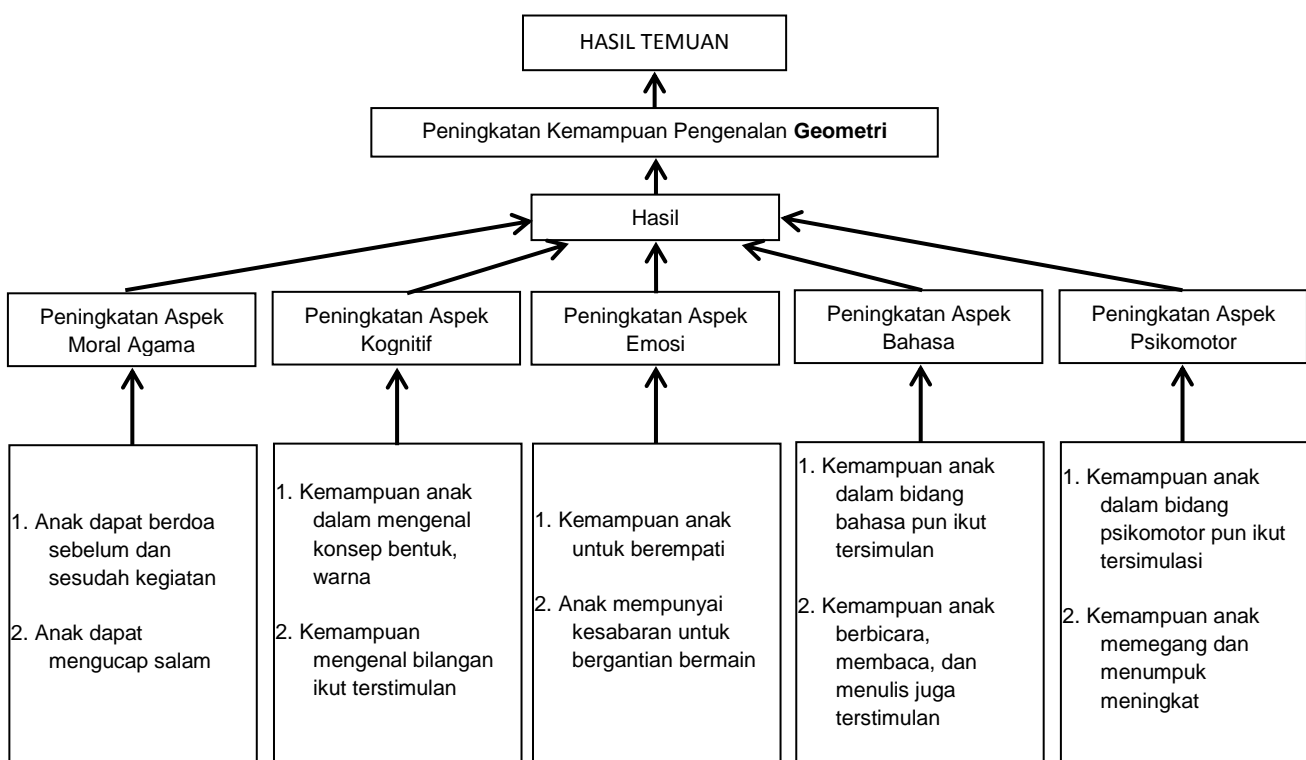 HASIL TEMUAN
Peningkatan Kemampuan Pengenalan Geometri
Hasil
Peningkatan Aspek
Moral Agama
Peningkatan Aspek
Kognitif
Peningkatan Aspek
Emosi
Peningkatan Aspek
Bahasa
Peningkatan Aspek
Psikomotor
1. Anak dapat berdoa
sebelum dan
sesudah kegiatan
2. Anak dapat
mengucap salam
1. Kemampuan anak
dalam mengenal
konsep bentuk,
warna
2. Kemampuan
mengenal bilangan
ikut terstimulan
1. Kemampuan anak
untuk berempati
2. Anak mempunyai
kesabaran untuk
bergantian bermain
1. Kemampuan anak
dalam bidang
bahasa pun ikut
tersimulan
2. Kemampuan anak
berbicara,
membaca, dan
menulis juga
terstimulan
1. Kemampuan anak
dalam bidang
psikomotor pun ikut
tersimulasi
2. Kemampuan anak
memegang dan
menumpuk
meningkat